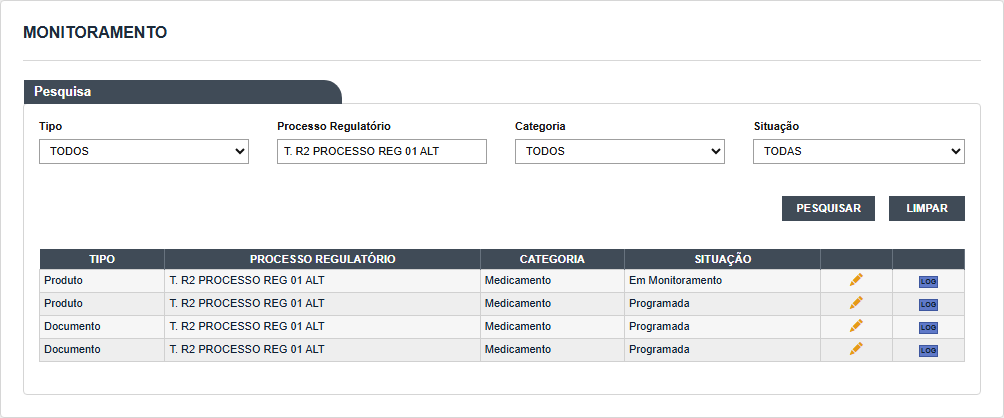 MONITORAMENTO
Pesquisa
Tipo Processo Regulatório Categoria Situação
TODOS T. R2 PROCESSO REG 01 ALT TODOS TODAS
PESQUISAR LIMPAR
TIPO PROCESSO REGULATÓRIO CATEGORIA SITUAÇÃO
Produto T. R2 PROCESSO REG 01 ALT Medicamento Em Monitoramento LOG
Produto T. R2 PROCESSO REG 01 ALT Medicamento Programada LOG
Documento T. R2 PROCESSO REG 01 ALT Medicamento Programada LOG
Documento T. R2 PROCESSO REG 01 ALT Medicamento Programada LOG